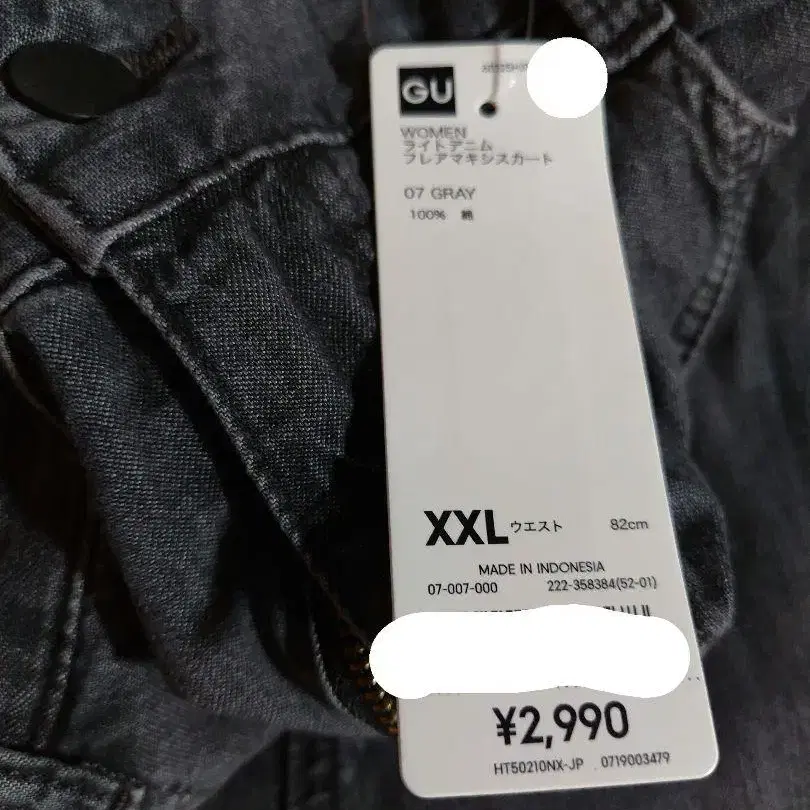 GU
WOMEN
ライトデニム
フレアマキシスカート
07 GRAY
100% 綿
XXL ウエスト 82cm
MADE IN INDONESIA
07-007-000 222-358384(52-01)
¥2,990
HT50210NX-JP 0719003479